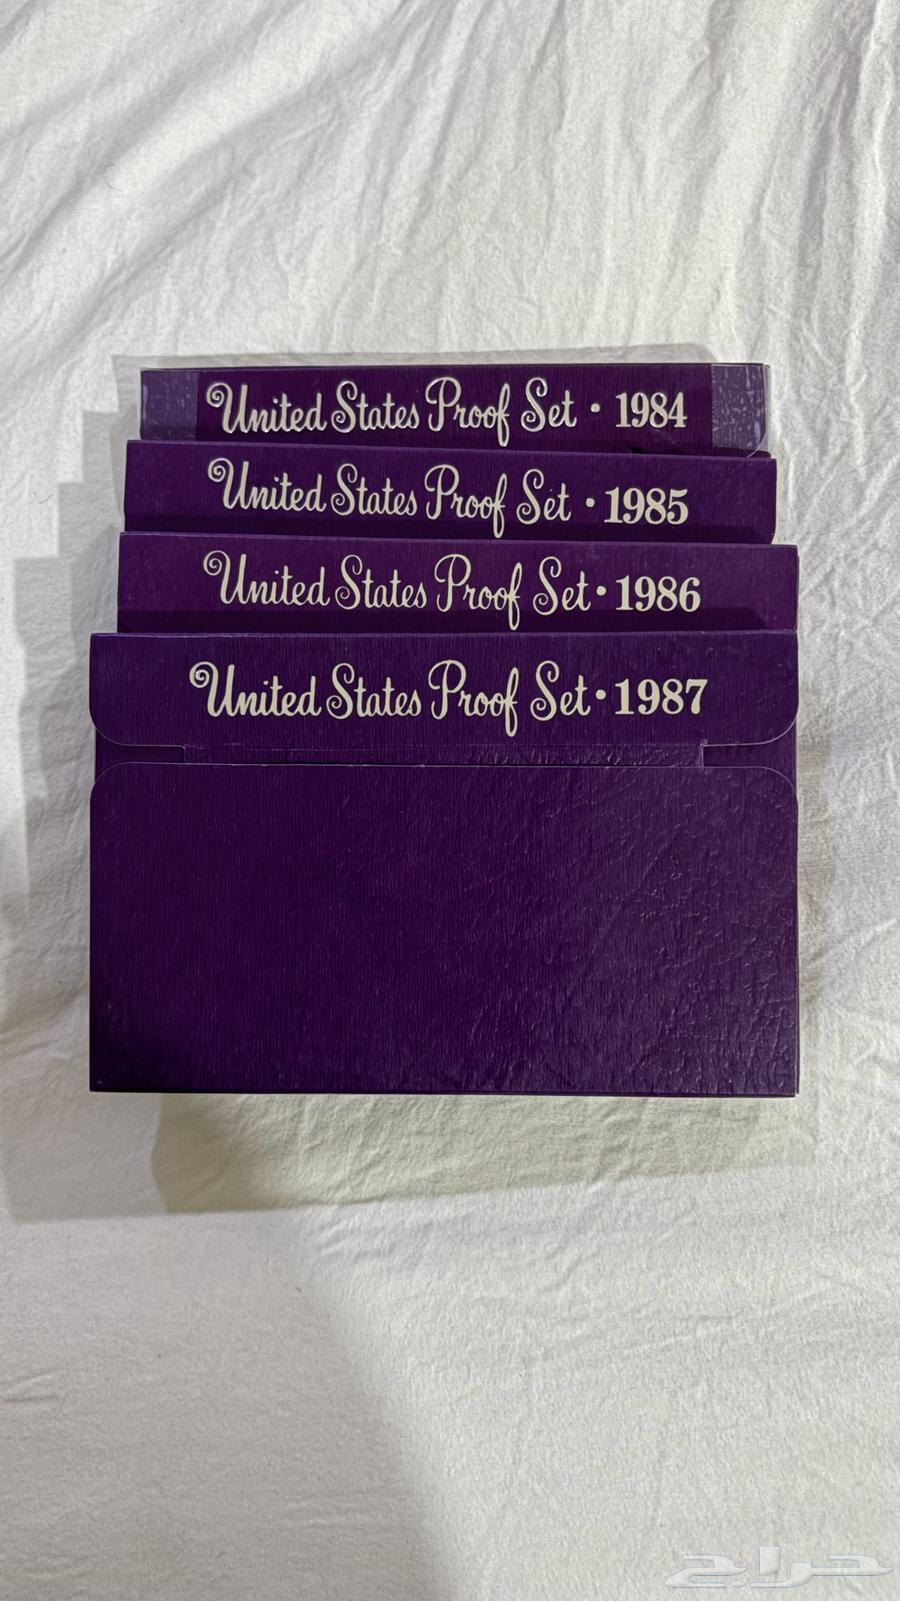 United States Proof Set · 1984
United States Proof Set · 1985
United States Proof Set · 1986
United States Proof Set · 1987
حراج